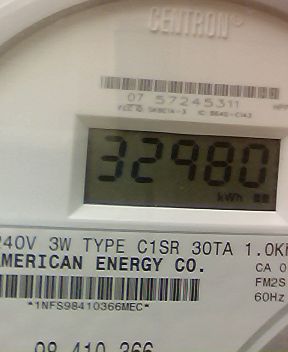 CENTRON®
07 57245311
32980
kWh
240V 3W TYPE C1SR 30TA 1.0K
AMERICAN ENERGY CO.
CA 0
FM2S
*1NFS98410366MEC*
60Hz
98 410 366